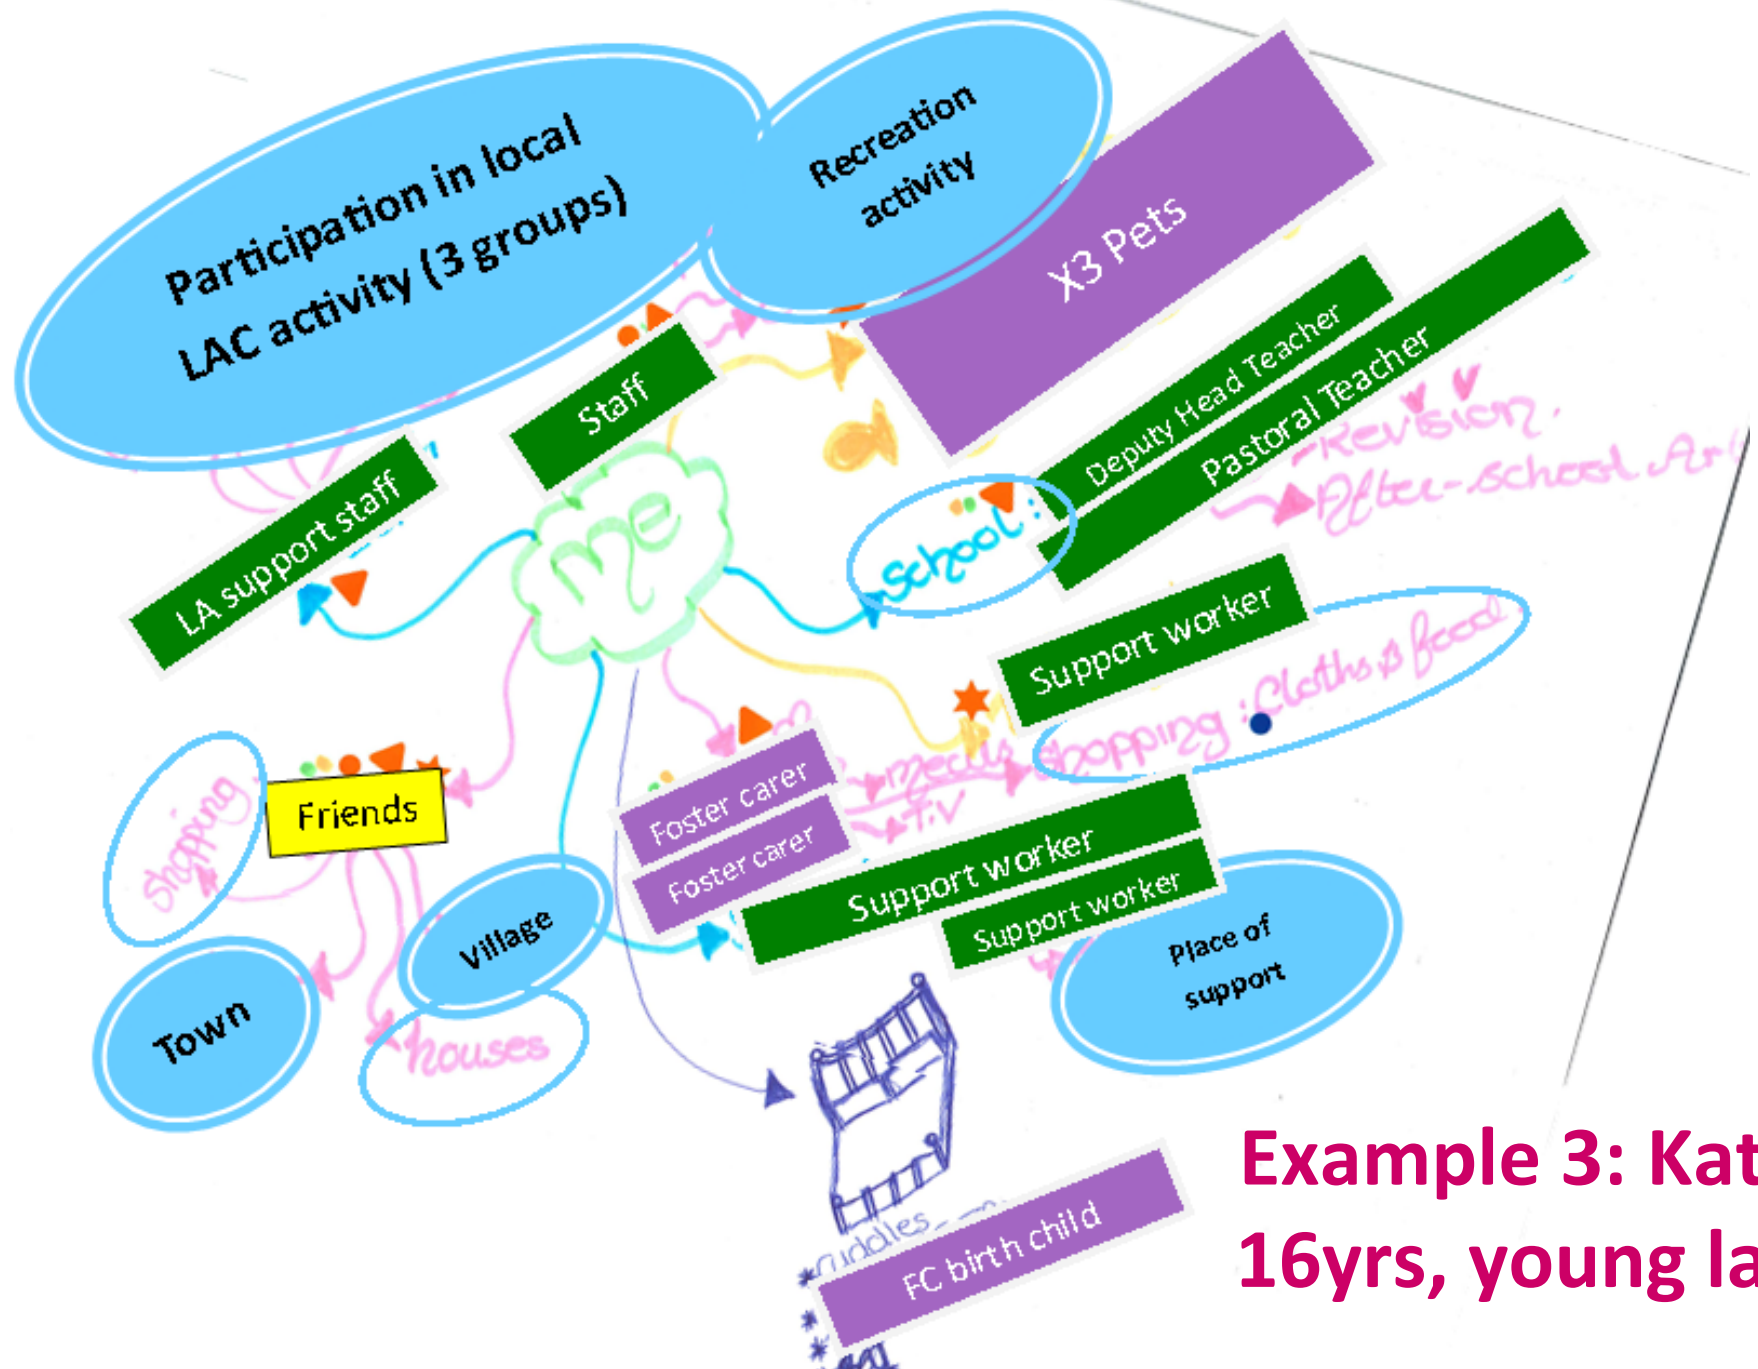 Participation in local
LAC activity (3 groups)
Recreation
activity
X3 Pets
Staff
LA support staff
me
School:
Deputy Head Teacher
Pastoral Teacher
Revision.
After-school
Support worker
Shopping : Cloths & food
Foster carer
Foster carer
meals
T.V
Support worker
Support worker
Place of
support
Friends
Shopping
Village
Town
houses
cuddles
FC birth child
Example 3: Kat
16yrs, young la